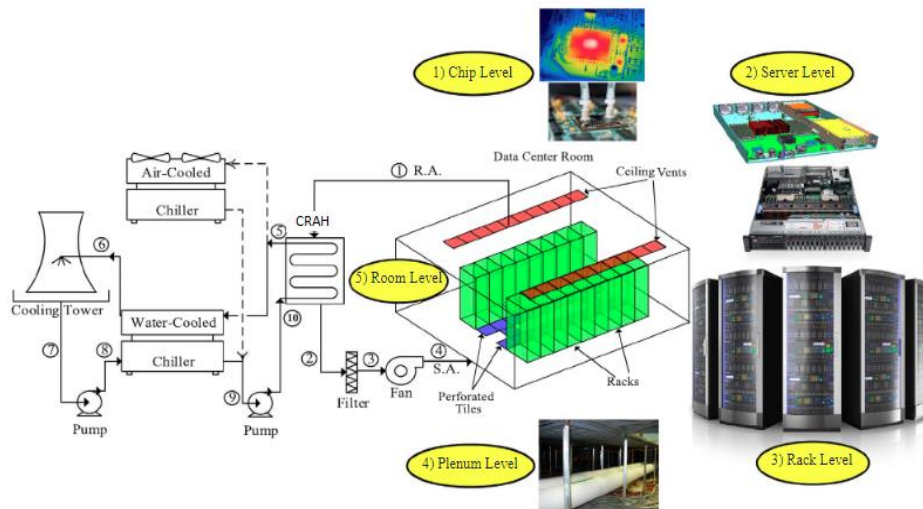 1) Chip Level
2) Server Level
Data Center Room
Ceiling Vents
① R.A.
Air-Cooled
Chiller
CRAH
⑤
⑥
5) Room Level
Cooling Tower
Water-Cooled
⑩
⑦
⑧
Chiller
②
③
④
S.A.
⑨
Filter
Fan
Perforated
Tiles
Racks
Pump
Pump
4) Plenum Level
3) Rack Level